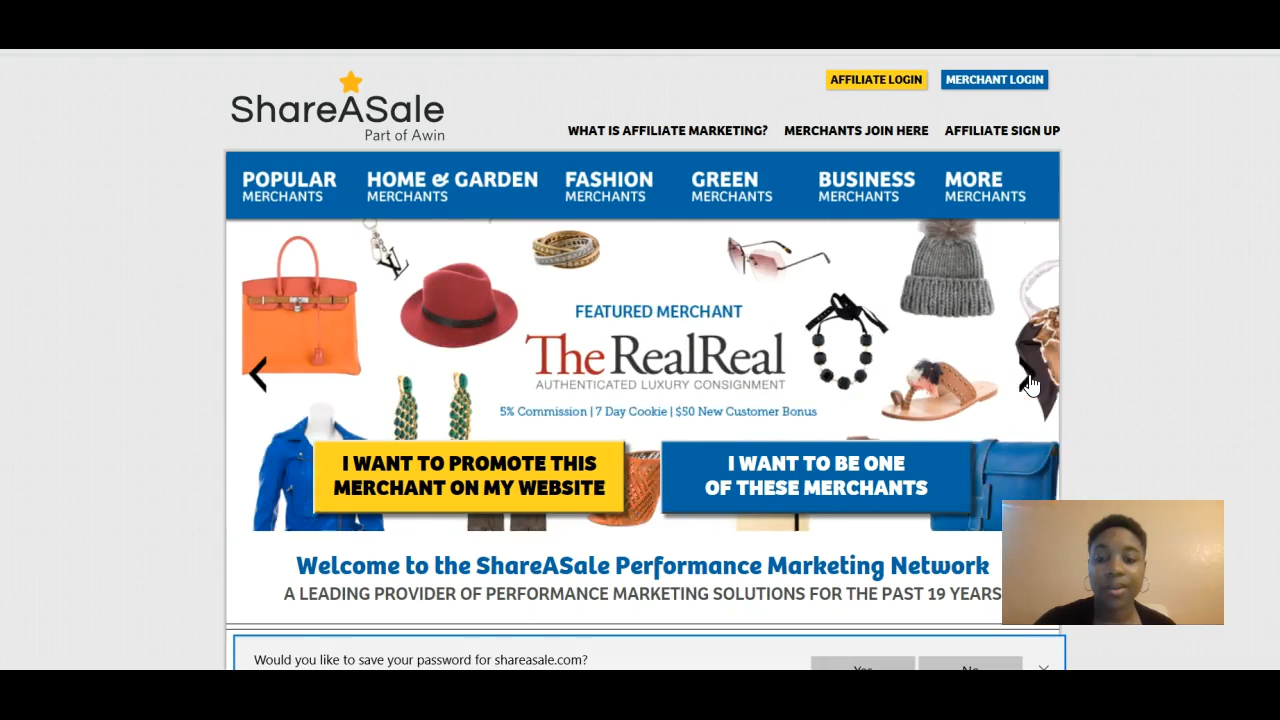 ShareASale
Part of Awin
AFFILIATE LOGIN
MERCHANT LOGIN
WHAT IS AFFILIATE MARKETING?
MERCHANTS JOIN HERE
AFFILIATE SIGN UP
POPULAR
MERCHANTS
HOME & GARDEN
MERCHANTS
FASHION
MERCHANTS
GREEN
MERCHANTS
BUSINESS
MERCHANTS
MORE
MERCHANTS
FEATURED MERCHANT
The RealReal
AUTHENTICATED LUXURY CONSIGNMENT
5% Commission | 7 Day Cookie | $50 New Customer Bonus
I WANT TO PROMOTE THIS
MERCHANT ON MY WEBSITE
I WANT TO BE ONE
OF THESE MERCHANTS
Welcome to the ShareASale Performance Marketing Network
A LEADING PROVIDER OF PERFORMANCE MARKETING SOLUTIONS FOR THE PAST 19 YEARS
Would you like to save your password for shareasale.com?
Yes
No